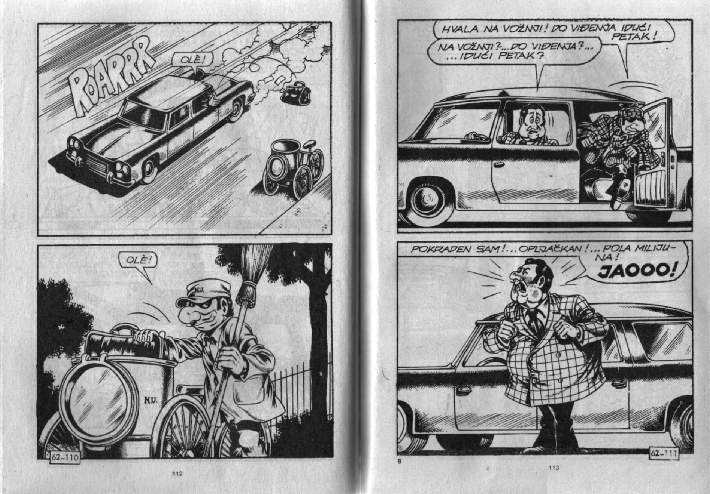 ROARRR
OLÈ!
OLÈ!
N.U.
62-110
112
HVALA NA VOŽNJI! DO VIĐENJA IDUĆI
PETAK!
NA VOŽNJI?...DO VIĐENJA?...
...IDUĆI PETAK?
POKRADEN SAM!...OPLJAČKAN!...POLA MILIJU-
NA!
JAOOO!
8
62-111
113